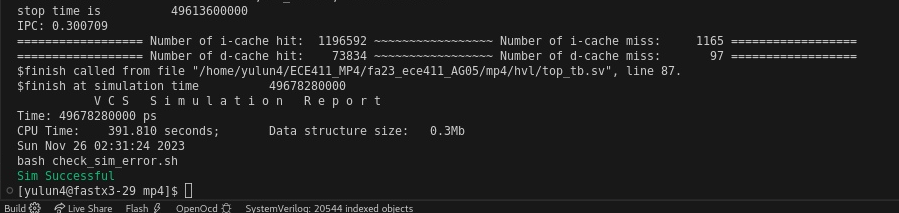 stop time is          49613600000
IPC: 0.300709
=================== Number of i-cache hit:  1196592 ~~~~~~~~~~~~~~~~~~ Number of i-cache miss:     1165 ===================
=================== Number of d-cache hit:    73834 ~~~~~~~~~~~~~~~~~~ Number of d-cache miss:       97 ===================
$finish called from file "/home/yulun4/ECE411_MP4/fa23_ece411_AG05/mp4/hvl/top_tb.sv", line 87.
$finish at simulation time          49678280000
V C S   S i m u l a t i o n   R e p o r t
Time: 49678280000 ps
CPU Time:    391.810 seconds;       Data structure size:   0.3Mb
Sun Nov 26 02:31:24 2023
bash check_sim_error.sh
Sim Successful
[yulun4@fastx3-29 mp4]$
Build Live Share Flash OpenOcd SystemVerilog: 20544 indexed objects